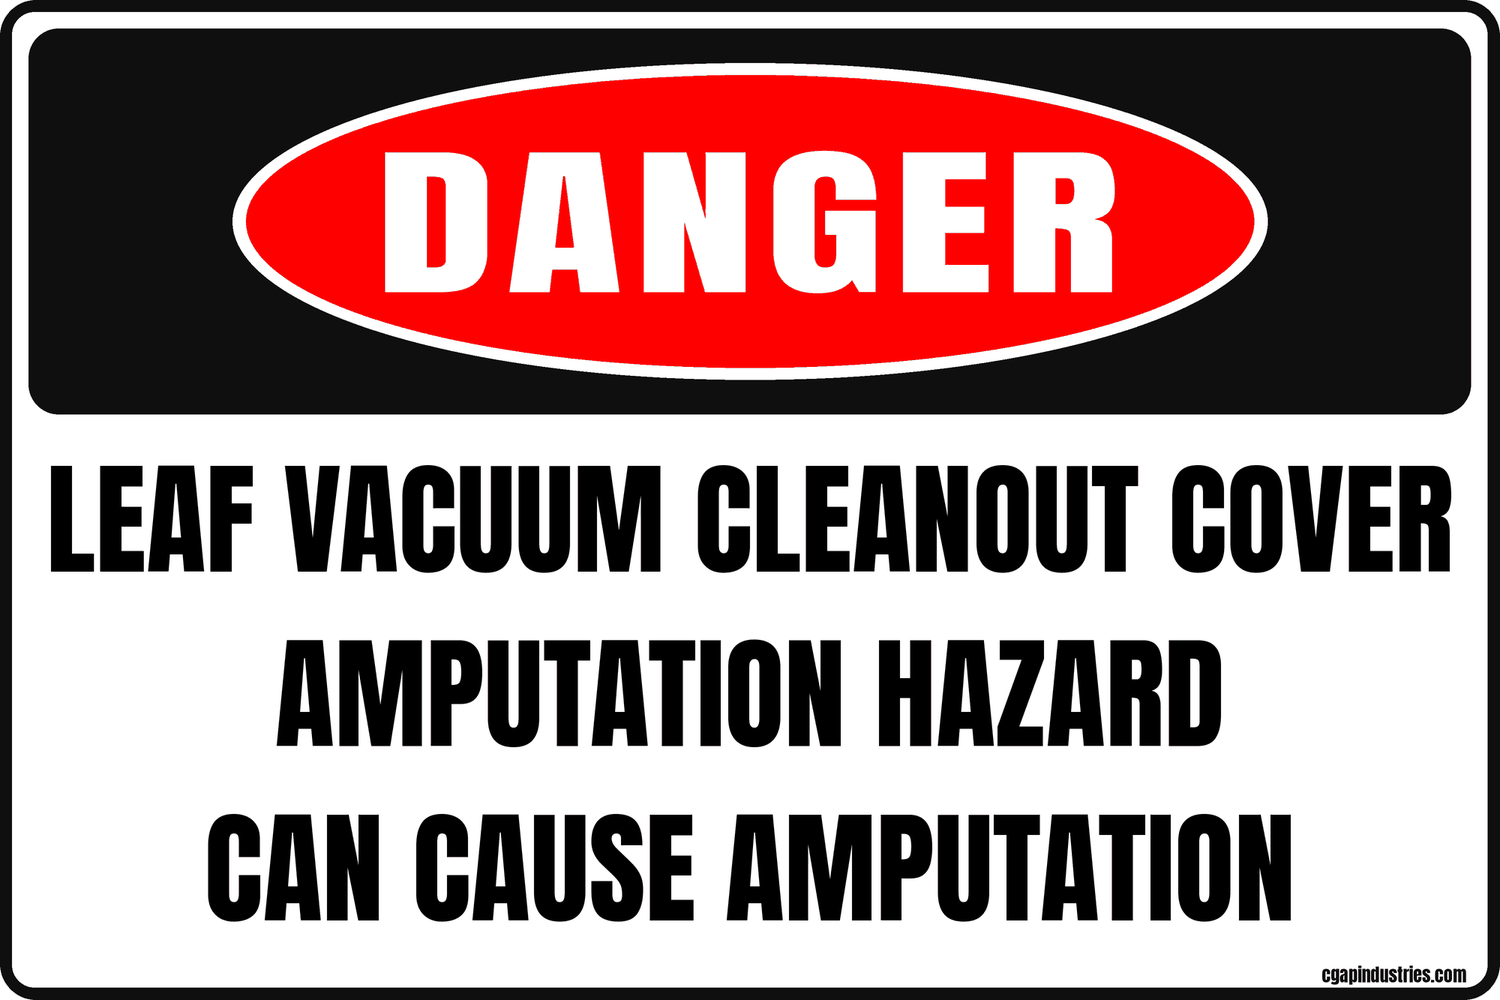 DANGER
LEAF VACUUM CLEANOUT COVER
AMPUTATION HAZARD
CAN CAUSE AMPUTATION
cgapindustries.com